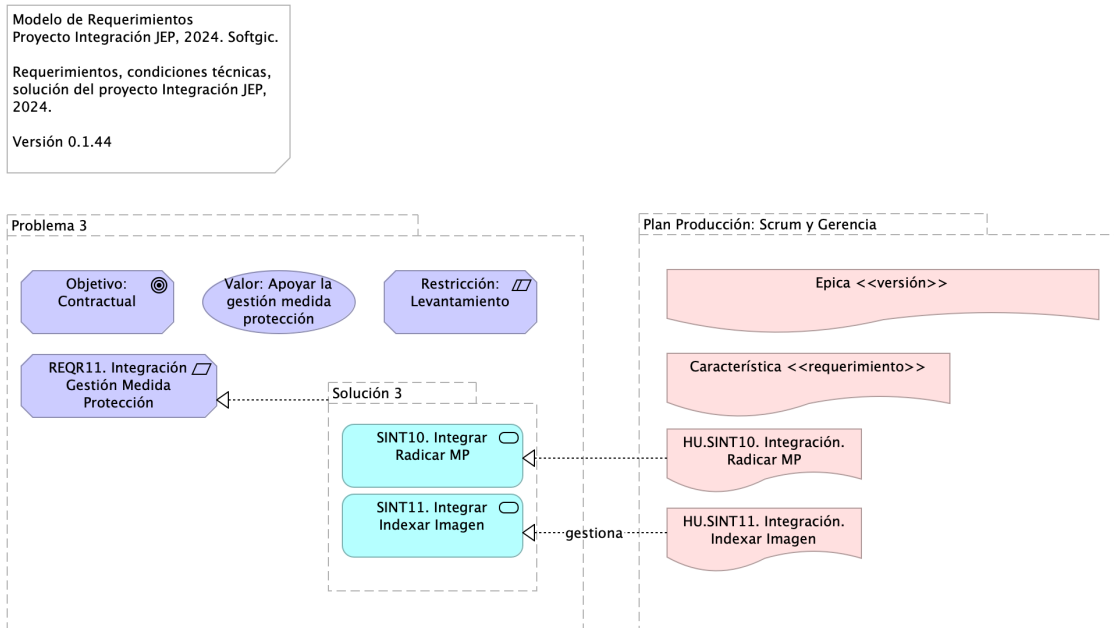 Modelo de Requerimientos
Proyecto Integración JEP, 2024. Softgic.
Requerimientos, condiciones técnicas,
solución del proyecto Integración JEP,
2024.
Versión 0.1.44
Problema 3
Objetivo:
Contractual
Valor: Apoyar la
gestión medida
protección
Restricción:
Levantamiento
REQR11. Integración
Gestión Medida
Protección
Solución 3
SINT10. Integrar
Radicar MP
SINT11. Integrar
Indexar Imagen
gestiona
Plan Producción: Scrum y Gerencia
Epica <<versión>>
Característica <<requerimiento>>
HU.SINT10. Integración.
Radicar MP
HU.SINT11. Integración.
Indexar Imagen